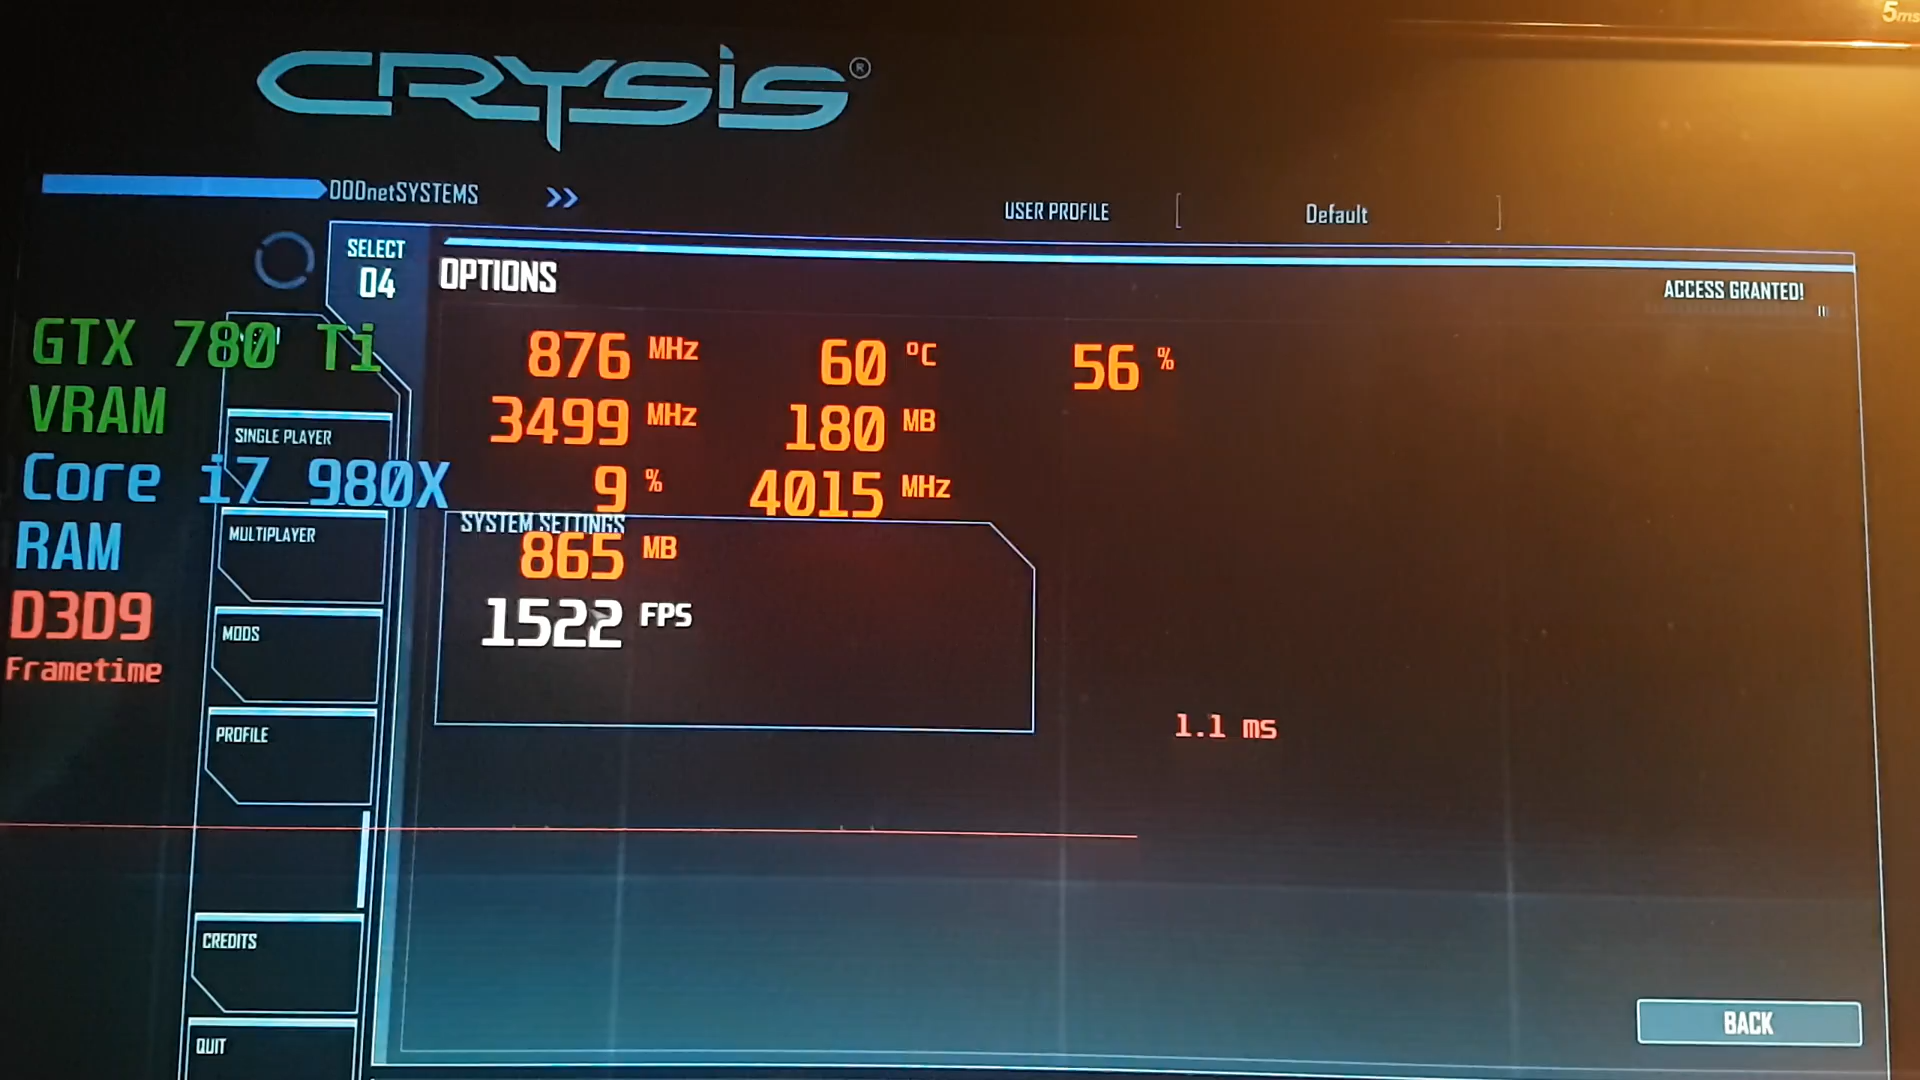 5ms
CRYSIS®
DODnetSYSTEMS >>
USER PROFILE [ Default ]
SELECT
04
OPTIONS
ACCESS GRANTED!
GTX 780 Ti 876 MHz 60 °C 56 %
VRAM 3499 MHz 180 MB
SINGLE PLAYER
Core i7 980X 9 % 4015 MHz
SYSTEM SETTINGS
MULTIPLAYER
RAM 865 MB
D3D9 1522 FPS
MODS
Frametime
1.1 ms
PROFILE
CREDITS
BACK
QUIT